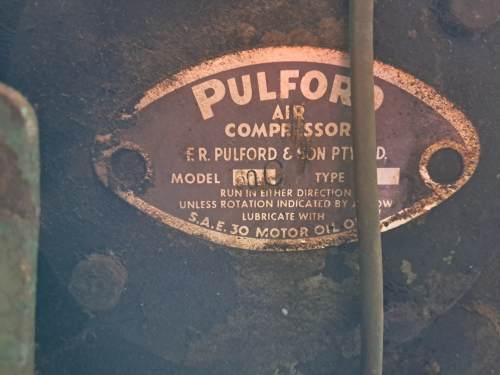 PULFORD
AIR
COMPRESSOR
F.R. PULFORD & SON PTY. LTD.
MODEL TYPE
RUN IN EITHER DIRECTION
UNLESS ROTATION INDICATED BY ARROW
LUBRICATE WITH
S.A.E. 30 MOTOR OIL